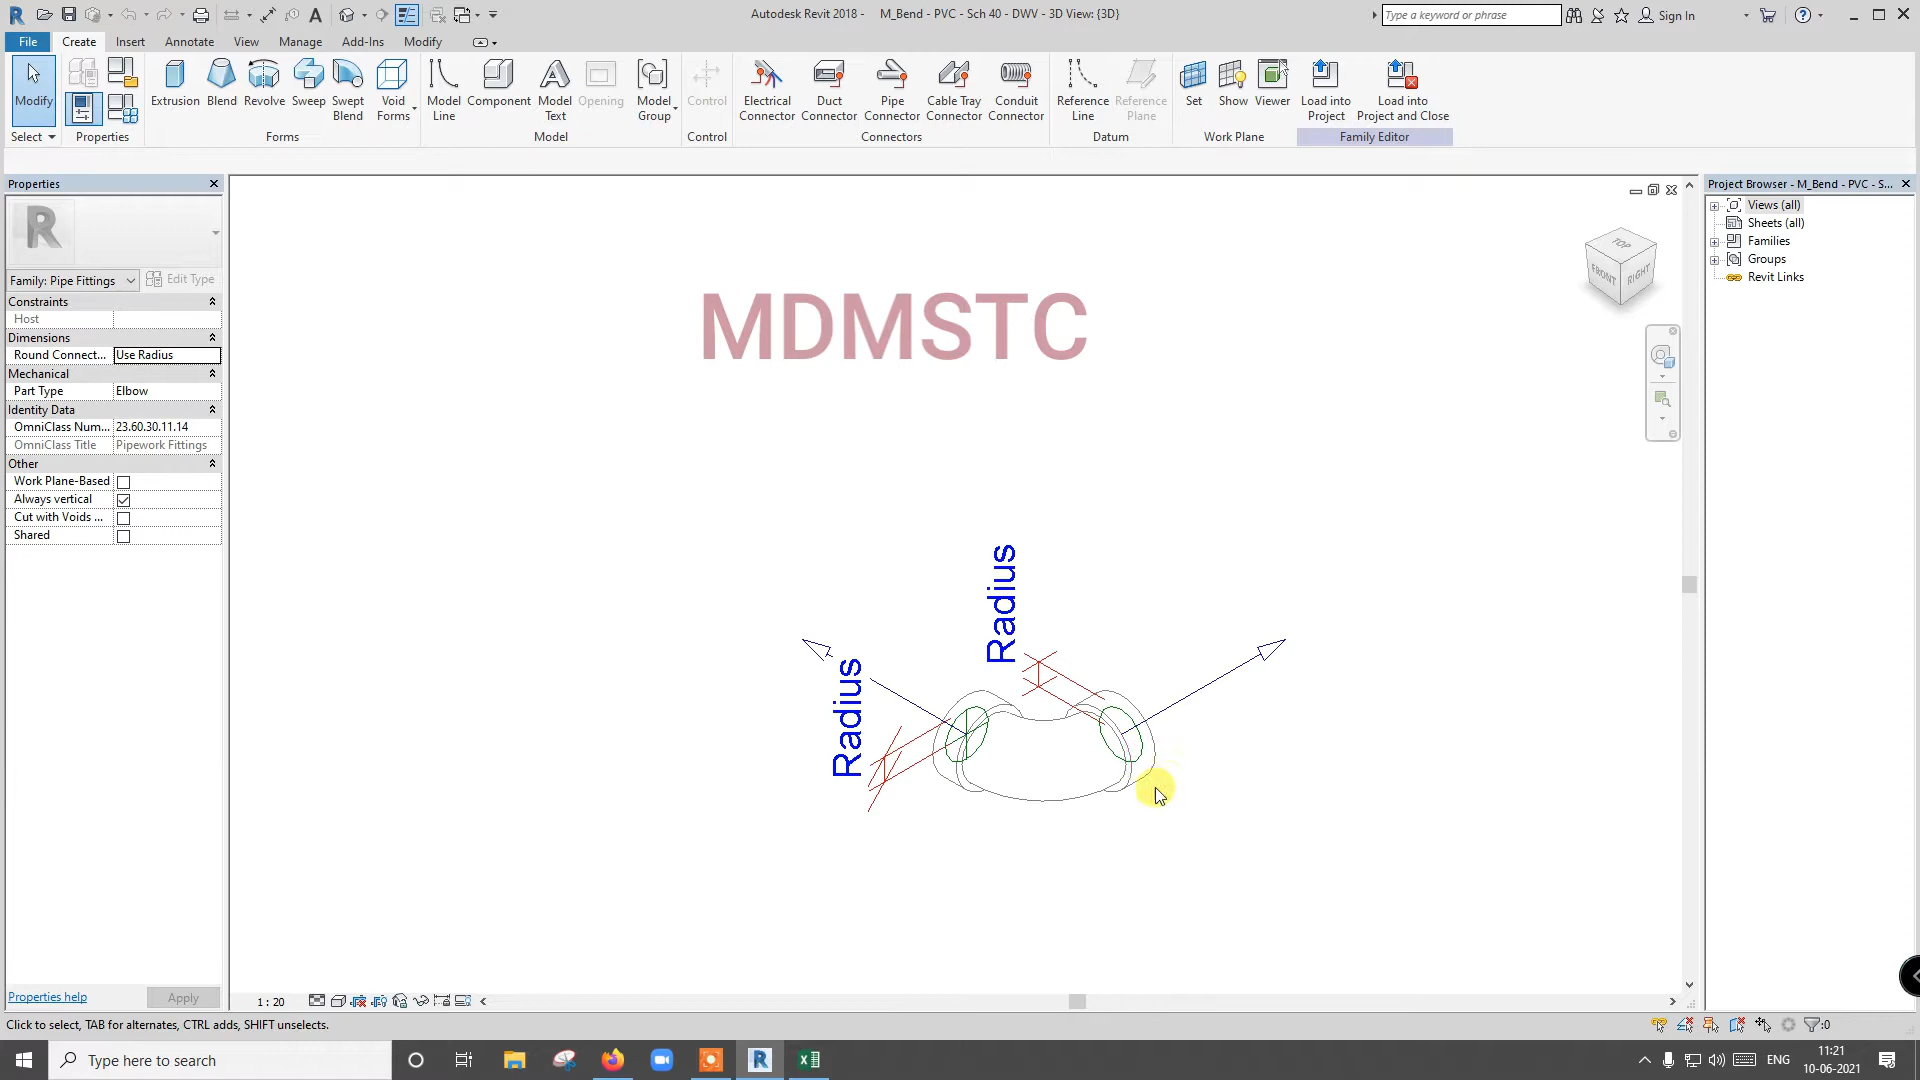 Autodesk Revit 2018 - M_Bend - PVC - Sch 40 - DWV - 3D View: {3D}
Type a keyword or phrase
Sign In
File Create Insert Annotate View Manage Add-Ins Modify
Modify
Extrusion Blend Revolve Sweep Swept Blend Void Forms
Model Line Component Model Text Opening Model Group
Control
Electrical Connector Duct Connector Pipe Connector Cable Tray Connector Conduit Connector
Reference Line Reference Plane
Set Show Viewer
Load into Project Load into Project and Close
Select Properties Forms Model Control Connectors Datum Work Plane Family Editor
Properties
Family: Pipe Fittings Edit Type
Constraints
Host
Dimensions
Round Connect... Use Radius
Mechanical
Part Type Elbow
Identity Data
OmniClass Num... 23.60.30.11.14
OmniClass Title Pipework Fittings
Other
Work Plane-Based
Always vertical
Cut with Voids ...
Shared
Properties help Apply
MDMSTC
Radius
Radius
TOP
FRONT
RIGHT
Project Browser - M_Bend - PVC - S...
Views (all)
Sheets (all)
Families
Groups
Revit Links
1 : 20
Click to select, TAB for alternates, CTRL adds, SHIFT unselects.
:0
Type here to search
ENG
11:21
10-06-2021